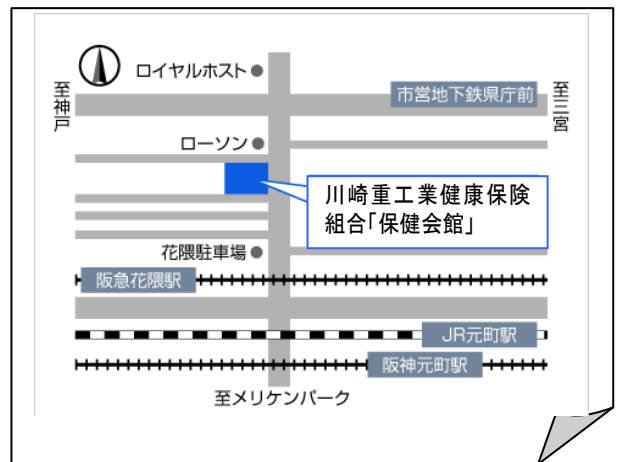 ロイヤルホスト
至神戸
市営地下鉄県庁前
至三宮
ローソン
川崎重工業健康保険
組合「保健会館」
花隈駐車場
阪急花隈駅
JR元町駅
阪神元町駅
至メリケンパーク